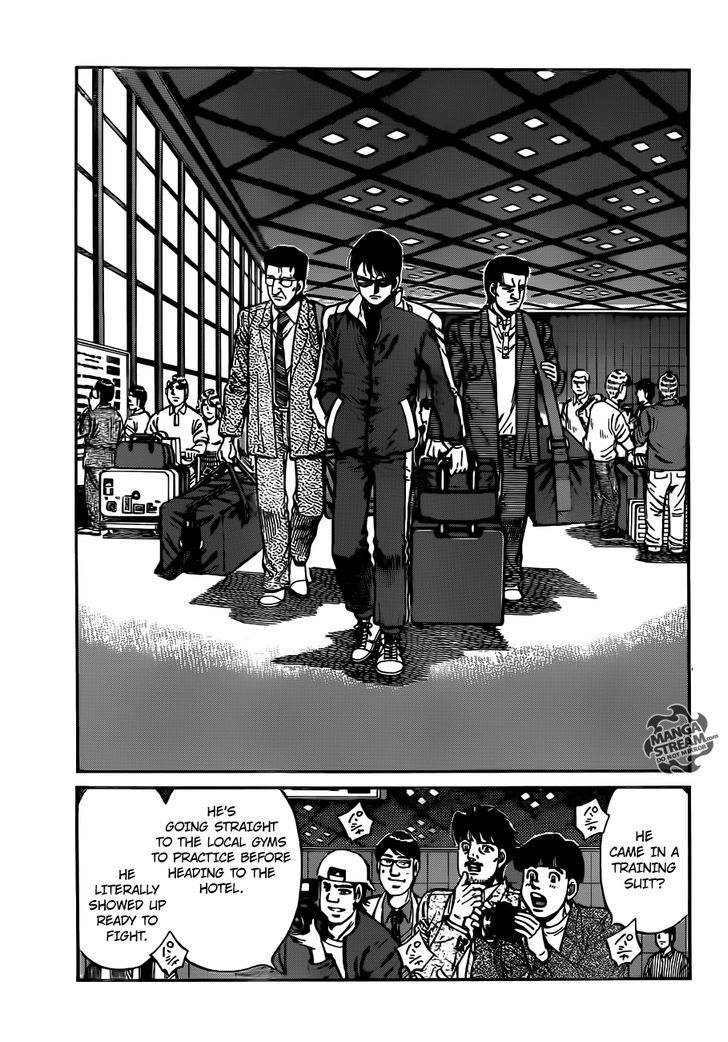 MANGA
STREAM.com
DO NOT MIRROR
HE
CAME IN A
TRAINING
SUIT?
HE'S
GOING STRAIGHT
TO THE LOCAL GYMS
TO PRACTICE BEFORE
HEADING TO THE
HOTEL.
HE
LITERALLY
SHOWED UP
READY TO
FIGHT.